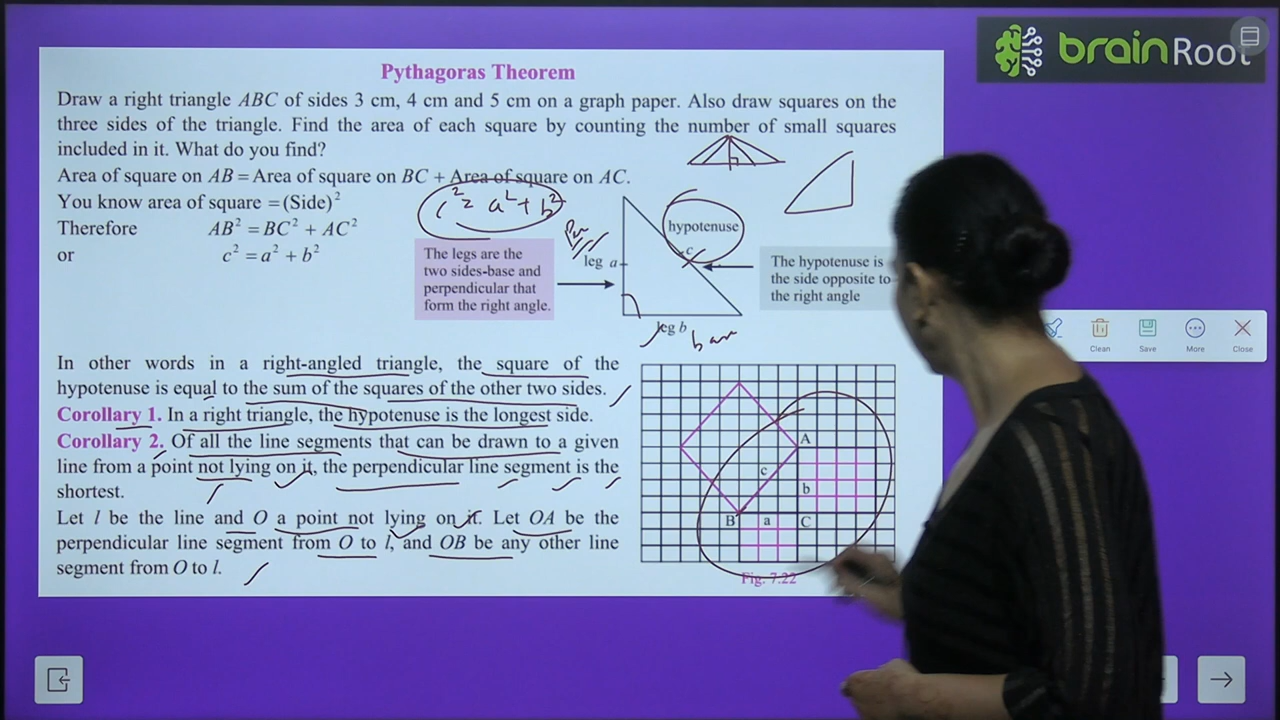 brainRoot
Pythagoras Theorem
Draw a right triangle ABC of sides 3 cm, 4 cm and 5 cm on a graph paper. Also draw squares on the
three sides of the triangle. Find the area of each square by counting the number of small squares
included in it. What do you find?
Area of square on AB = Area of square on BC + Area of square on AC.
You know area of square = (Side)²
Therefore AB² = BC² + AC²
or c² = a² + b²
c² = a² + b²
The legs are the
two sides-base and
perpendicular that
form the right angle.
Per
leg a
hypotenuse
c
leg b
The hypotenuse is
the side opposite to
the right angle
Clean
Save
More
Close
In other words in a right-angled triangle, the square of the
hypotenuse is equal to the sum of the squares of the other two sides.
Corollary 1. In a right triangle, the hypotenuse is the longest side.
Corollary 2. Of all the line segments that can be drawn to a given
line from a point not lying on it, the perpendicular line segment is the
shortest.
Let l be the line and O a point not lying on it. Let OA be the
perpendicular line segment from O to l, and OB be any other line
segment from O to l.
A
c
b
B a C
Fig. 7.22